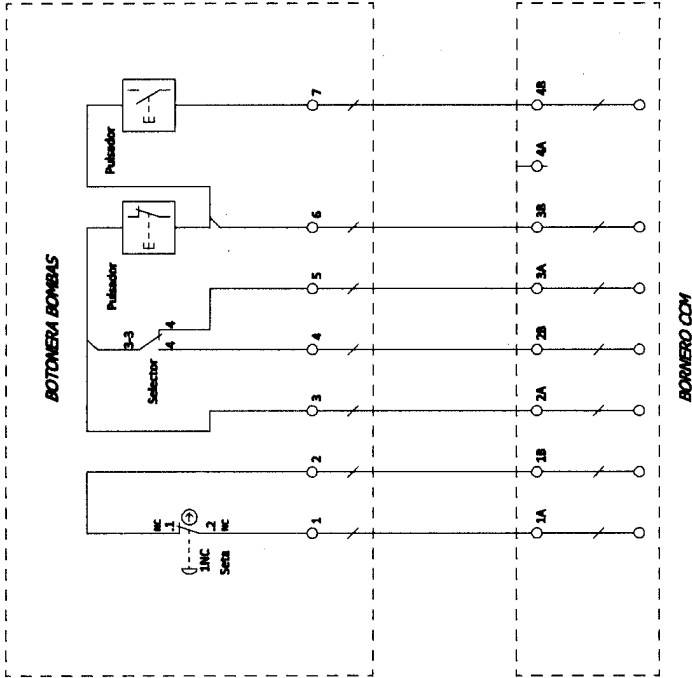 BOTONERA BOMBAS
Pulsador
Pulsador
3-3
Selector
4
4
NC
.1
.2
NC
1NC
Seta
1 2 3 4 5 6 7
1A 1B 2A 2B 3A 3B 4A 4B
BORNERO CCM